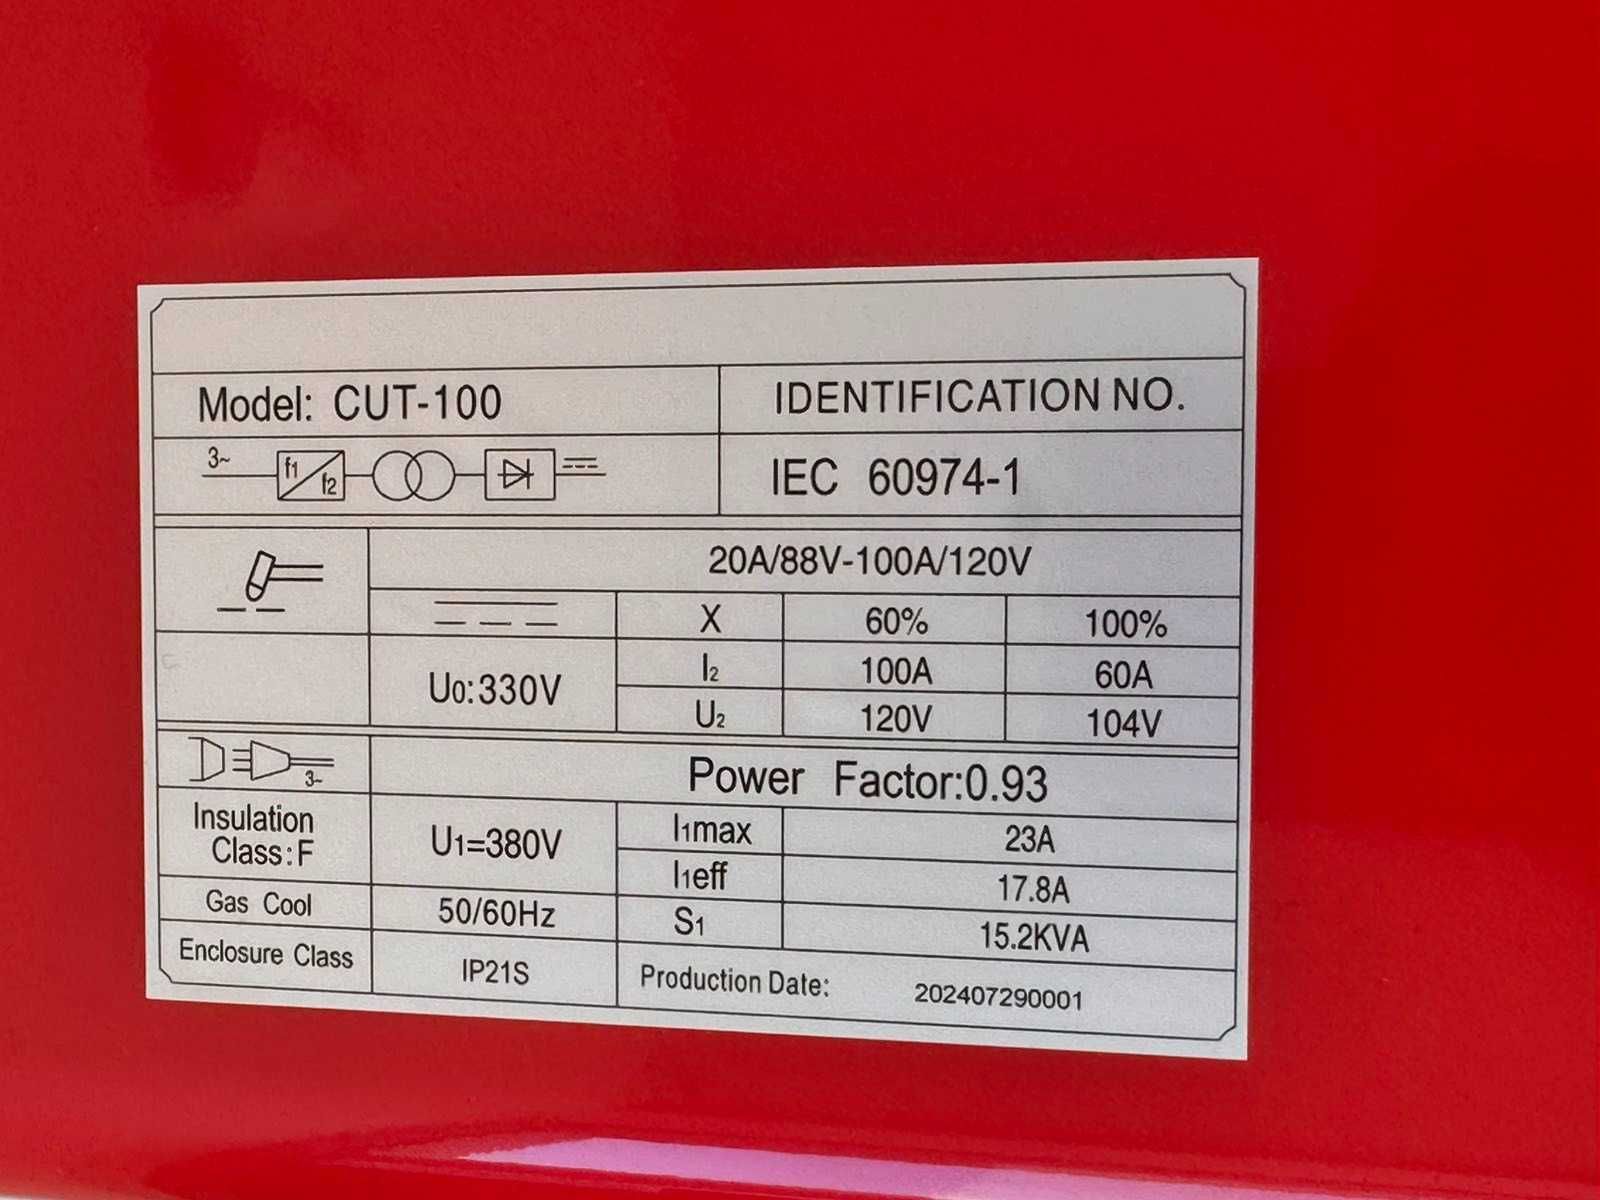 Model: CUT-100
IDENTIFICATION NO.
3~ f1 f2
IEC 60974-1
20A/88V-100A/120V
X 60% 100%
U0:330V
I2 100A 60A
U2 120V 104V
3~
Power Factor:0.93
Insulation
Class:F
U1=380V
I1max 23A
I1eff 17.8A
Gas Cool
50/60Hz
S1 15.2KVA
Enclosure Class
IP21S
Production Date: 202407290001